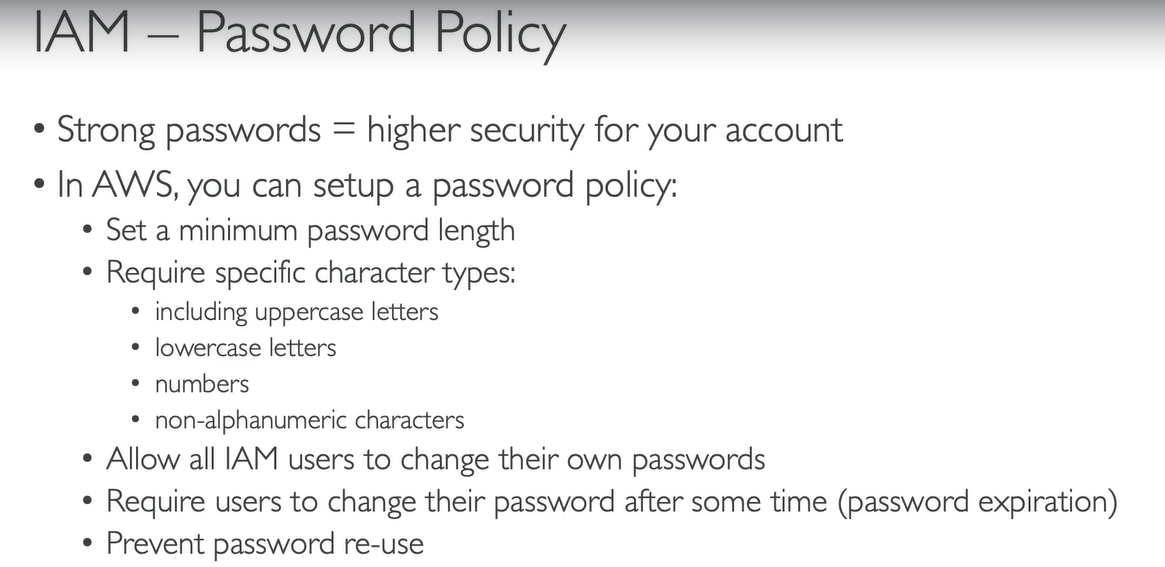 IAM – Password Policy
• Strong passwords = higher security for your account
• In AWS, you can setup a password policy:
• Set a minimum password length
• Require specific character types:
• including uppercase letters
• lowercase letters
• numbers
• non-alphanumeric characters
• Allow all IAM users to change their own passwords
• Require users to change their password after some time (password expiration)
• Prevent password re-use